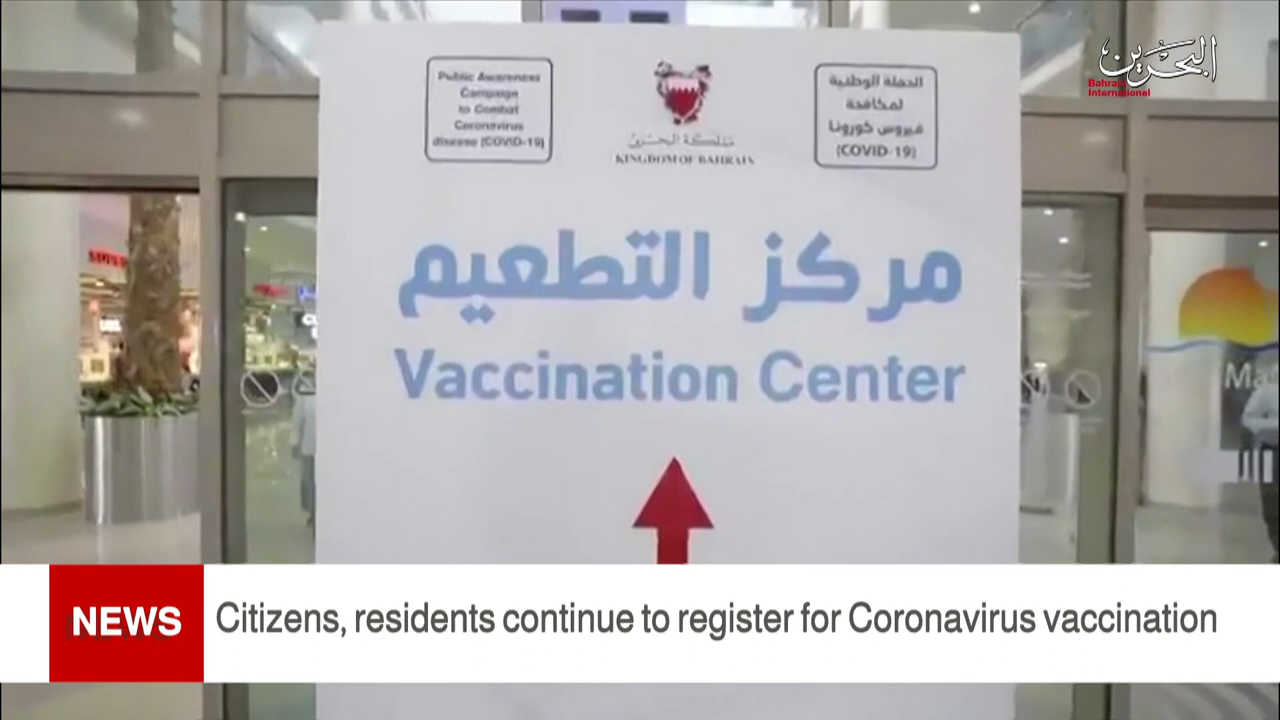 البحرين
Bahrain
International
Public Awareness
Campaign
to Combat
Coronavirus
disease (COVID-19)
مملكة البحرين
KINGDOM OF BAHRAIN
الحملة الوطنية
لمكافحة
فيروس كورونا
(COVID-19)
مركز التطعيم
Vaccination Center
Ma
NEWS
Citizens, residents continue to register for Coronavirus vaccination